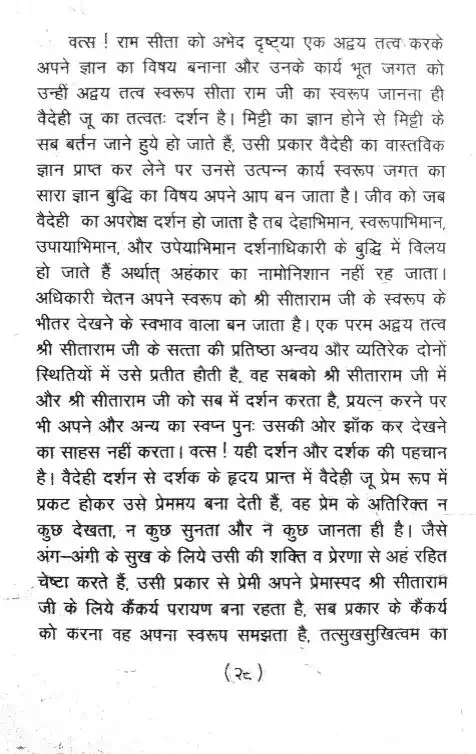 वत्स ! राम सीता को अभेद दृष्ट्या एक अद्वय तत्व करके
अपने ज्ञान का विषय बनाना और उनके कार्य भूत जगत को
उन्हीं अद्वय तत्व स्वरूप सीता राम जी का स्वरूप जानना ही
वैदेही जू का तत्वतः दर्शन है। मिट्टी का ज्ञान होने से मिट्टी के
सब बर्तन जाने हुये हो जाते हैं, उसी प्रकार वैदेही का वास्तविक
ज्ञान प्राप्त कर लेने पर उनसे उत्पन्न कार्य स्वरूप जगत का
सारा ज्ञान बुद्धि का विषय अपने आप बन जाता है। जीव को जब
वैदेही का अपरोक्ष दर्शन हो जाता है तब देहाभिमान, स्वरूपाभिमान,
उपायाभिमान, और उपेयाभिमान दर्शनाधिकारी के बुद्धि में विलय
हो जाते हैं अर्थात् अहंकार का नामोनिशान नहीं रह जाता।
अधिकारी चेतन अपने स्वरूप को श्री सीताराम जी के स्वरूप के
भीतर देखने के स्वभाव वाला बन जाता है। एक परम अद्वय तत्व
श्री सीताराम जी के सत्ता की प्रतिष्ठा अन्वय और व्यतिरेक दोनों
स्थितियों में उसे प्रतीत होती है, वह सबको श्री सीताराम जी में
और श्री सीताराम जी को सब में दर्शन करता है, प्रयत्न करने पर
भी अपने और अन्य का स्वप्न पुनः उसकी ओर झाँक कर देखने
का साहस नहीं करता। वत्स ! यही दर्शन और दर्शक की पहचान
है। वैदेही दर्शन से दर्शक के हृदय प्रान्त में वैदेही जू प्रेम रूप में
प्रकट होकर उसे प्रेममय बना देती हैं, वह प्रेम के अतिरिक्त न
कुछ देखता, न कुछ सुनता और न कुछ जानता ही है। जैसे
अंग-अंगी के सुख के लिये उसी की शक्ति व प्रेरणा से अहं रहित
चेष्टा करते हैं, उसी प्रकार से प्रेमी अपने प्रेमास्पद श्री सीताराम
जी के लिये कैंकर्य परायण बना रहता है, सब प्रकार के कैंकर्य
को करना वह अपना स्वरूप समझता है, तत्सुखसुखित्वम का
(२८)